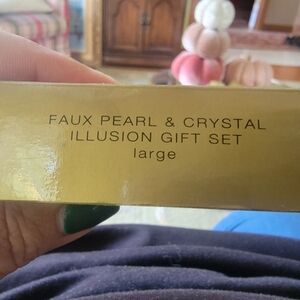 FAUX PEARL & CRYSTAL
ILLUSION GIFT SET
large